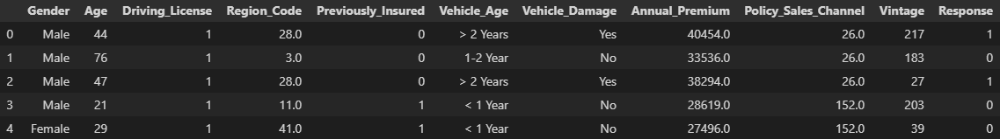 Gender Age Driving_License Region_Code Previously_Insured Vehicle_Age Vehicle_Damage Annual_Premium Policy_Sales_Channel Vintage Response
0 Male 44 1 28.0 0 > 2 Years Yes 40454.0 26.0 217 1
1 Male 76 1 3.0 0 1-2 Year No 33536.0 26.0 183 0
2 Male 47 1 28.0 0 > 2 Years Yes 38294.0 26.0 27 1
3 Male 21 1 11.0 1 < 1 Year No 28619.0 152.0 203 0
4 Female 29 1 41.0 1 < 1 Year No 27496.0 152.0 39 0